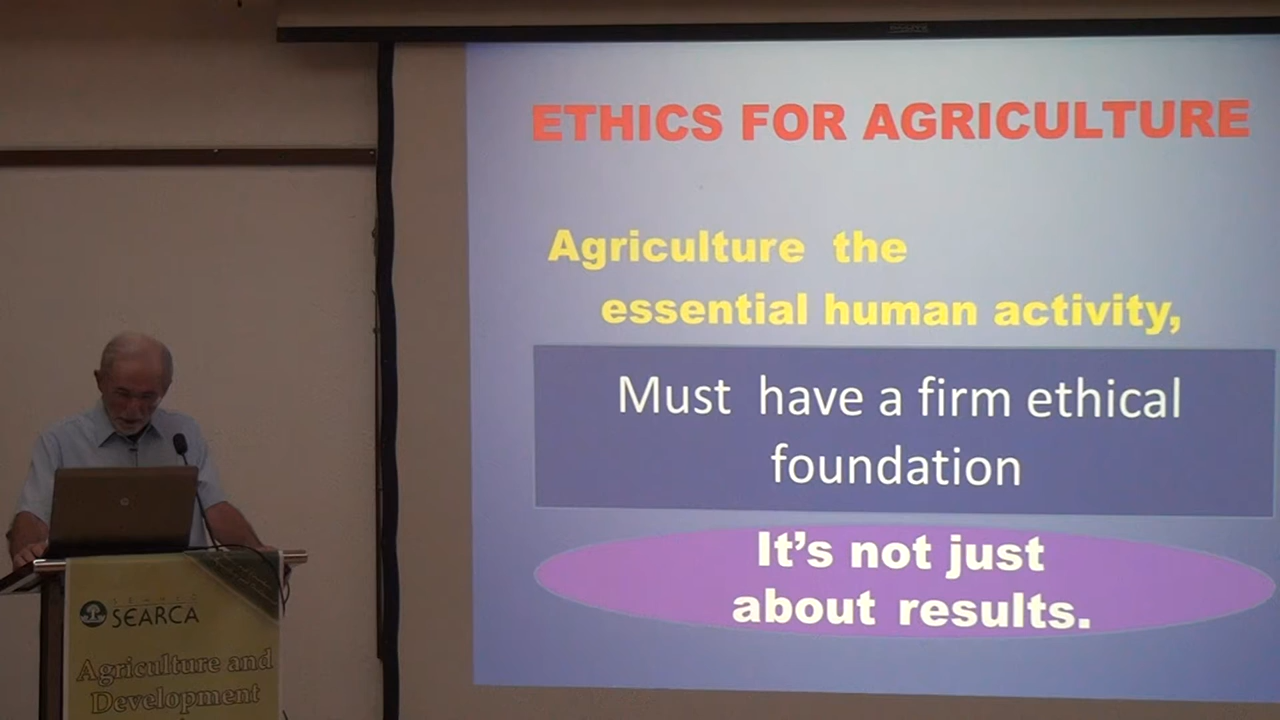 ETHICS FOR AGRICULTURE
Agriculture the
essential human activity,
Must have a firm ethical
foundation
It's not just
about results.
SEARCA
Agriculture and
Development